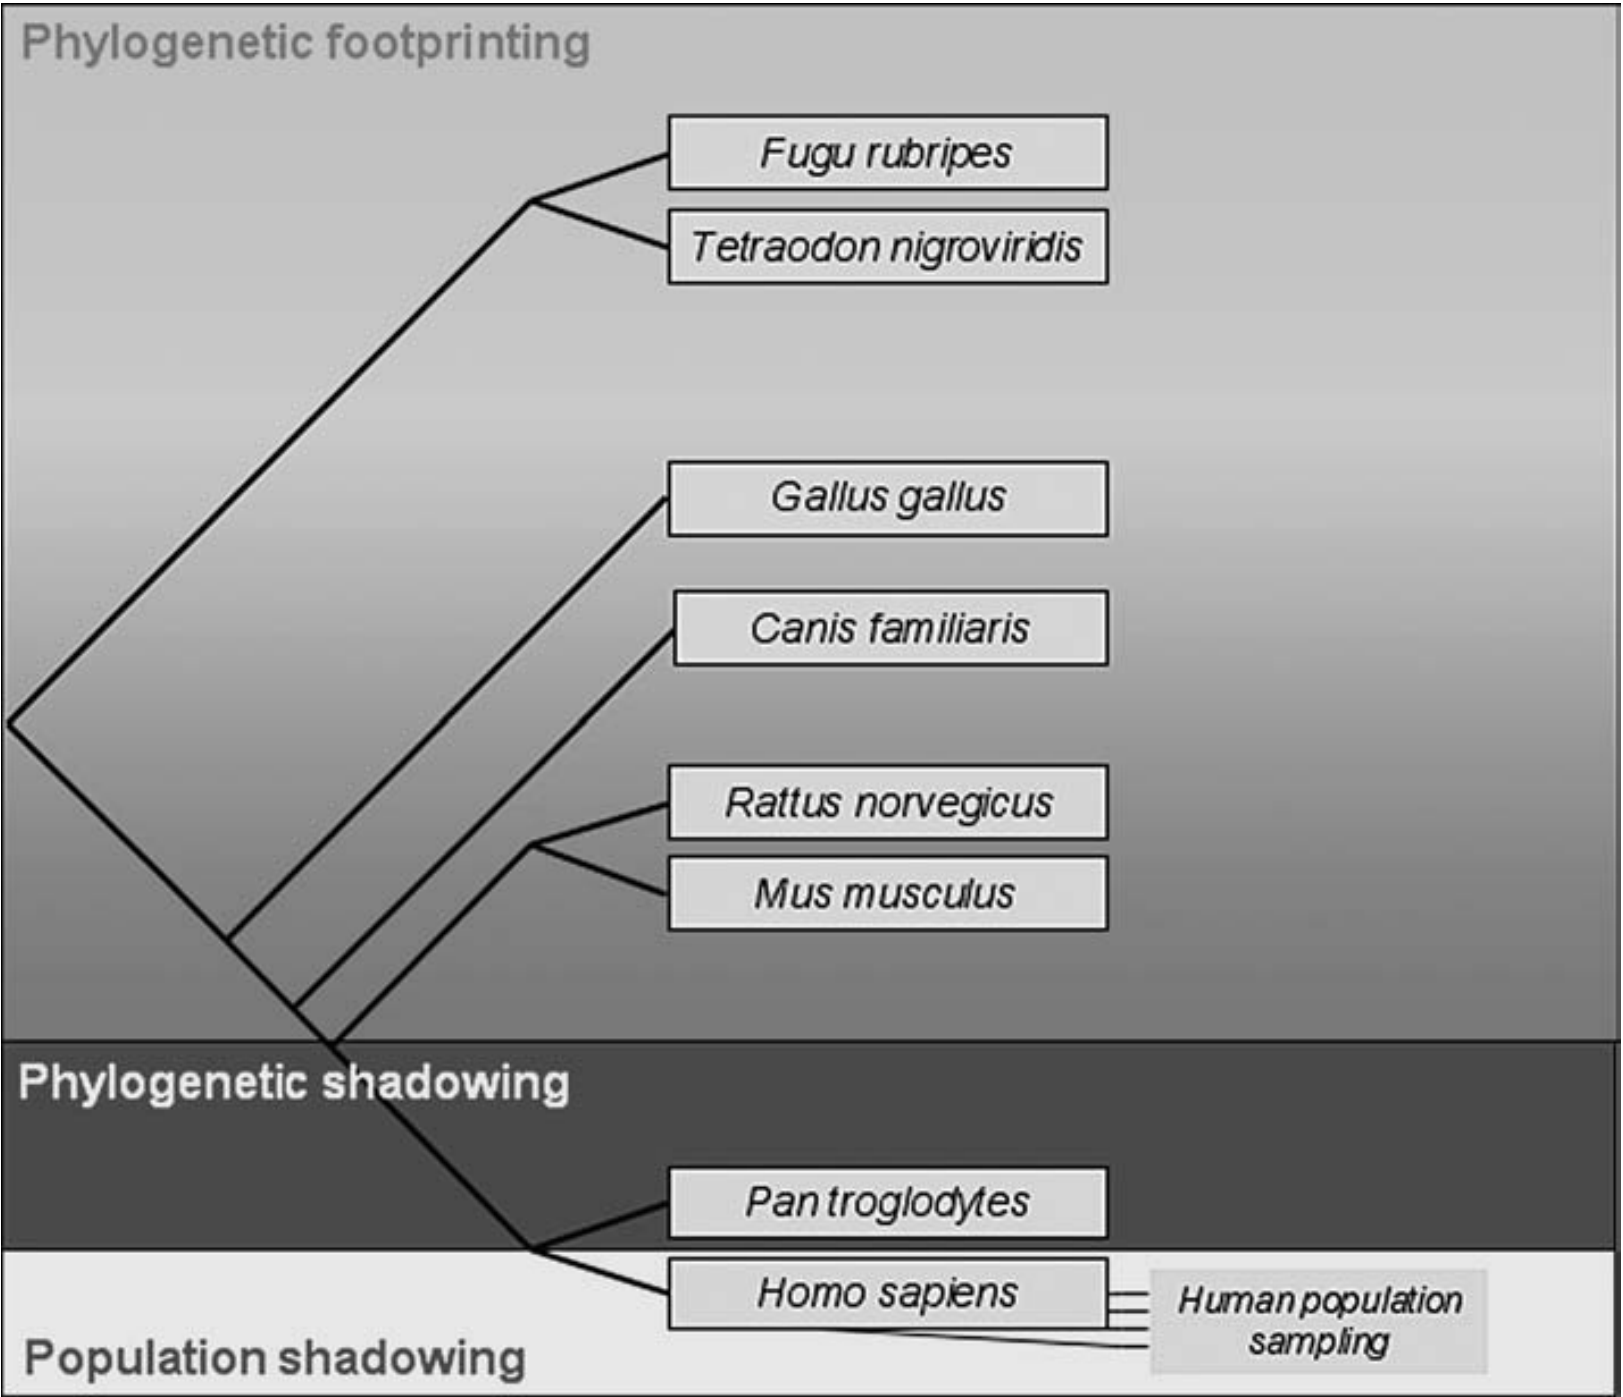 Phylogenetic footprinting
Fugu rubripes
Tetraodon nigroviridis
Gallus gallus
Canis familiaris
Rattus norvegicus
Mus musculus
Phylogenetic shadowing
Pan troglodytes
Homo sapiens
Human population
sampling
Population shadowing